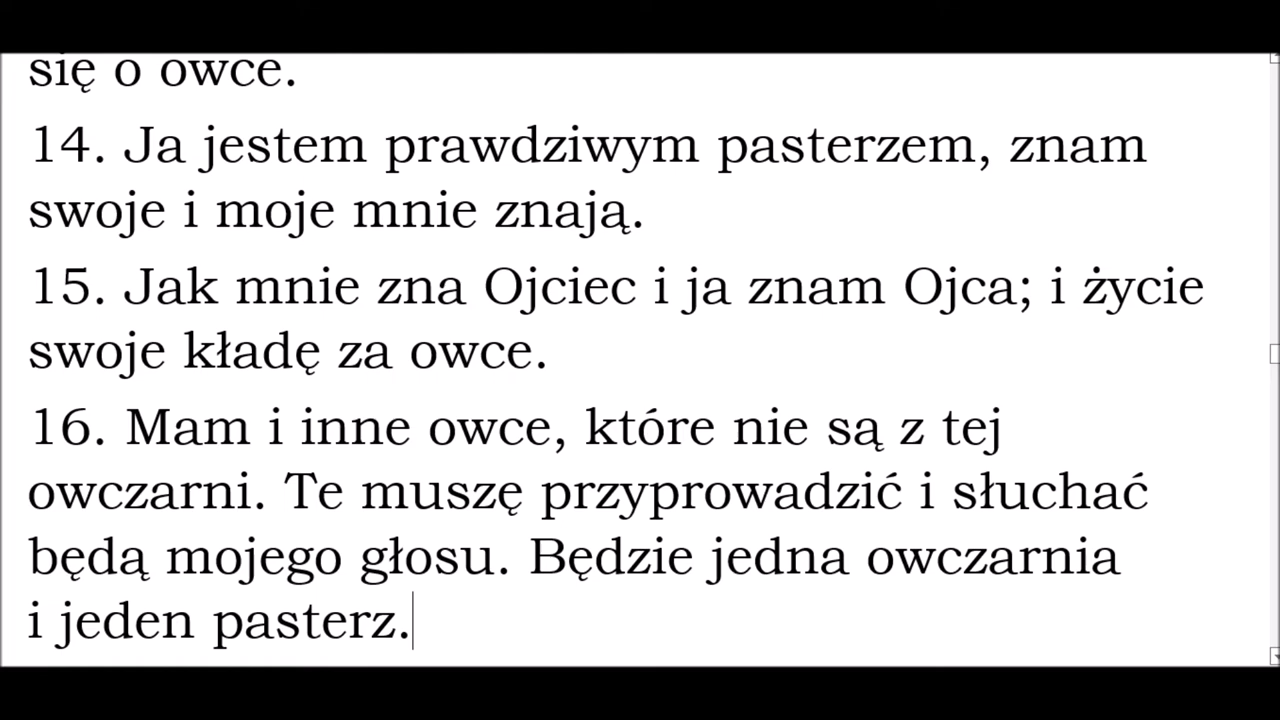 się o owce.
14. Ja jestem prawdziwym pasterzem, znam
swoje i moje mnie znają.
15. Jak mnie zna Ojciec i ja znam Ojca; i życie
swoje kładę za owce.
16. Mam i inne owce, które nie są z tej
owczarni. Te muszę przyprowadzić i słuchać
będą mojego głosu. Będzie jedna owczarnia
i jeden pasterz.